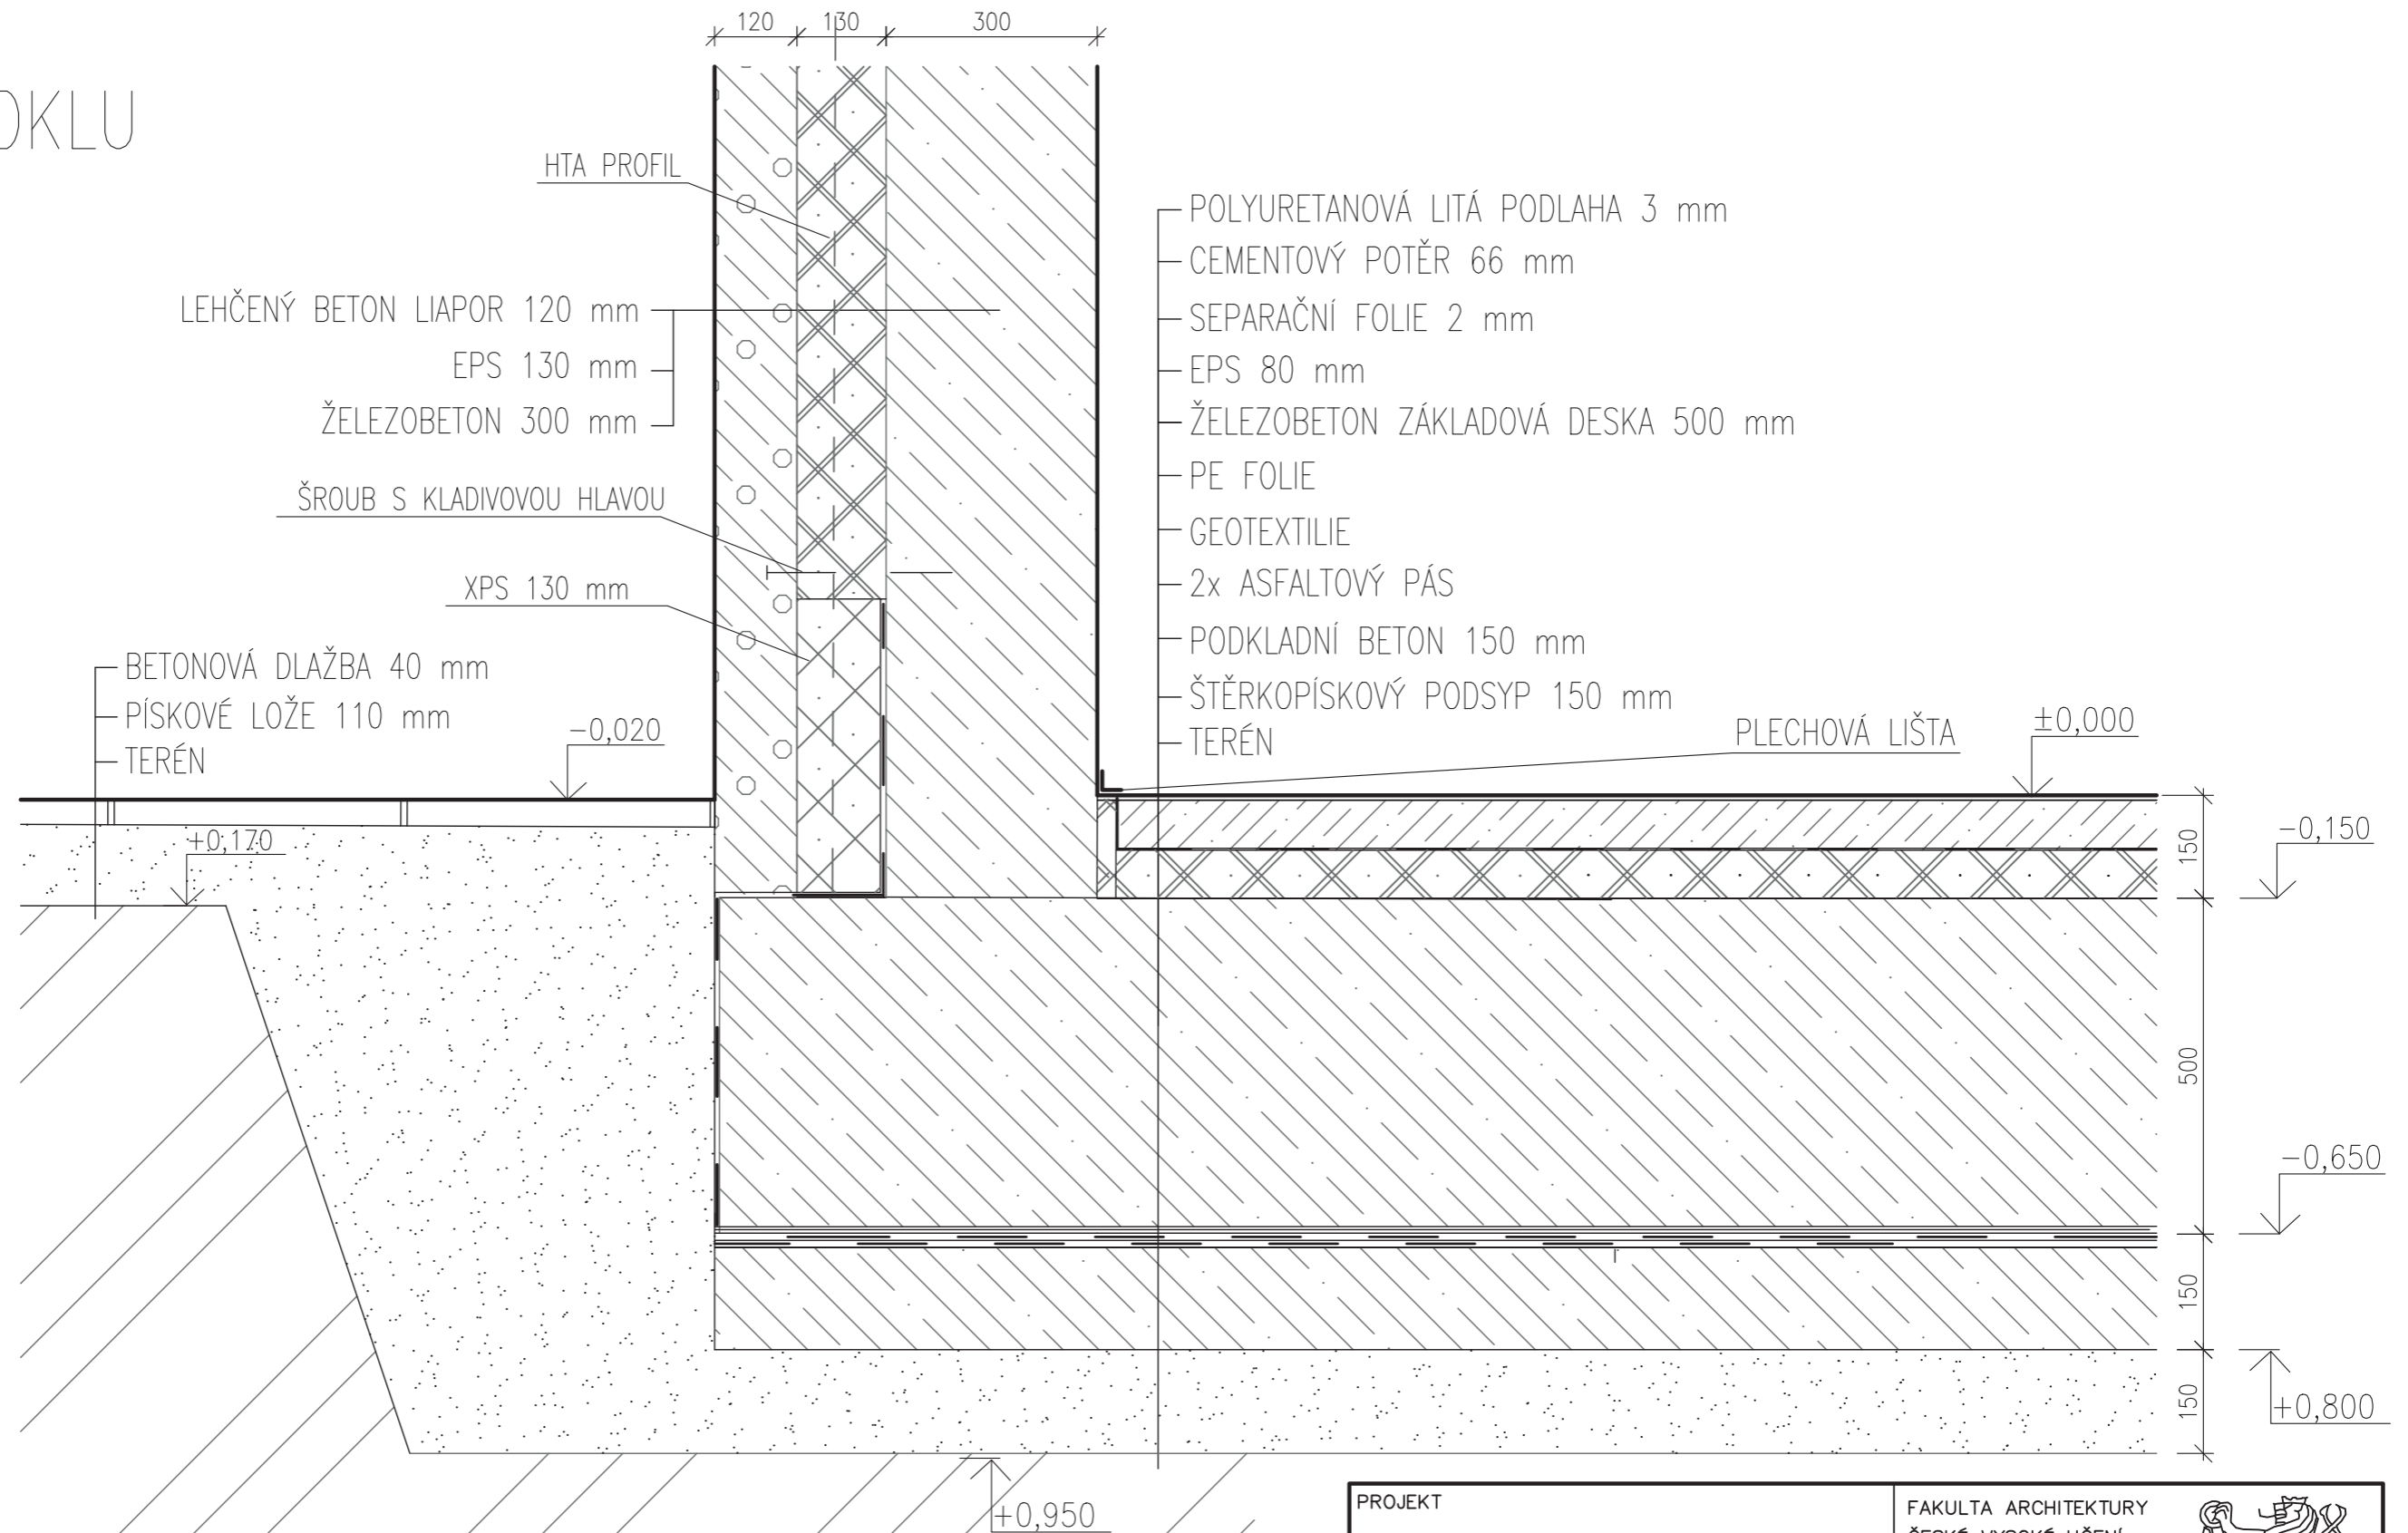 120 130 300
OKLU
HTA PROFIL
LEHČENÝ BETON LIAPOR 120 mm
EPS 130 mm
ŽELEZOBETON 300 mm
ŠROUB S KLADIVOVOU HLAVOU
XPS 130 mm
BETONOVÁ DLAŽBA 40 mm
PÍSKOVÉ LOŽE 110 mm
TERÉN
-0,020
+0,170
POLYURETANOVÁ LITÁ PODLAHA 3 mm
CEMENTOVÝ POTĚR 66 mm
SEPARAČNÍ FOLIE 2 mm
EPS 80 mm
ŽELEZOBETON ZÁKLADOVÁ DESKA 500 mm
PE FOLIE
GEOTEXTILIE
2x ASFALTOVÝ PÁS
PODKLADNÍ BETON 150 mm
ŠTĚRKOPÍSKOVÝ PODSYP 150 mm
TERÉN
PLECHOVÁ LIŠTA
±0,000
150
-0,150
500
-0,650
150
+0,800
150
+0,950
PROJEKT
FAKULTA ARCHITEKTURY
ČESKÉ VYSOKÉ UČENÍ